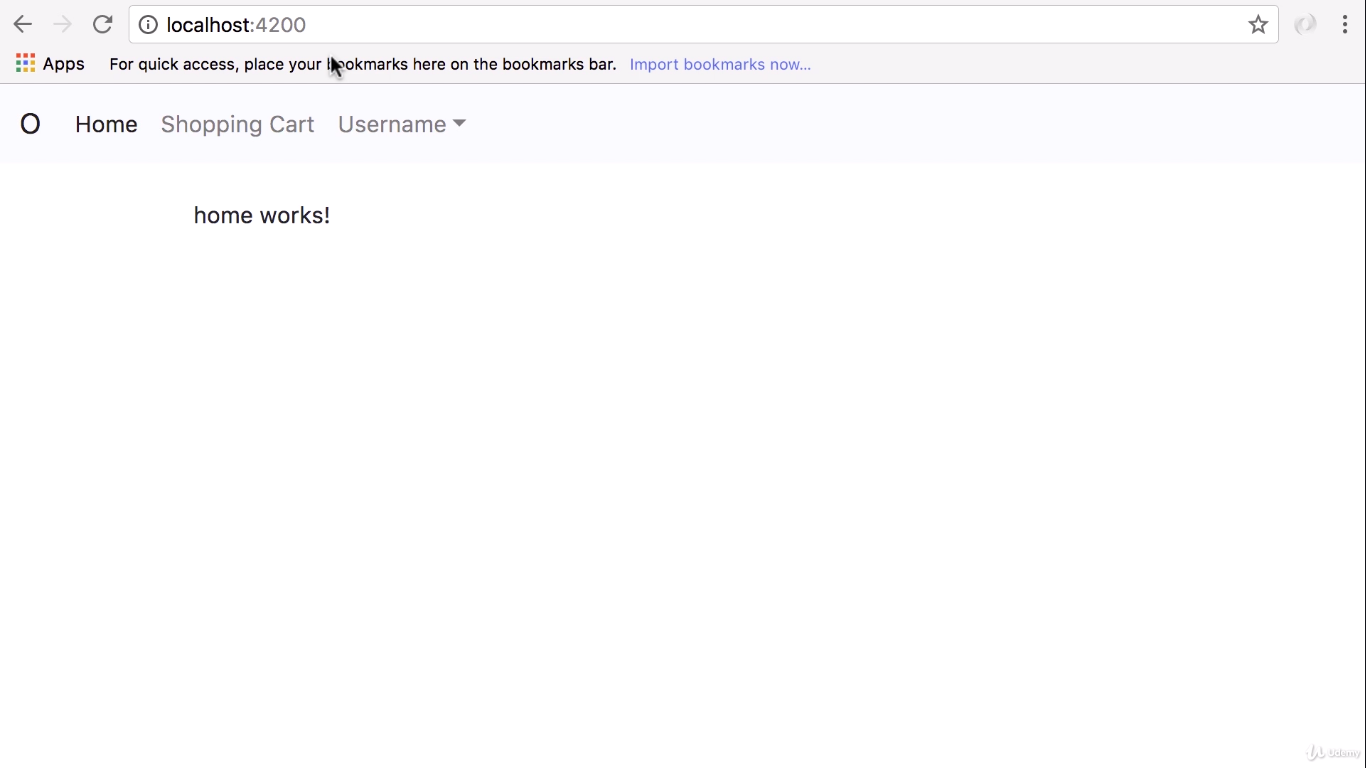 localhost:4200
Apps For quick access, place your bookmarks here on the bookmarks bar. Import bookmarks now...
O Home Shopping Cart Username
home works!
Udemy